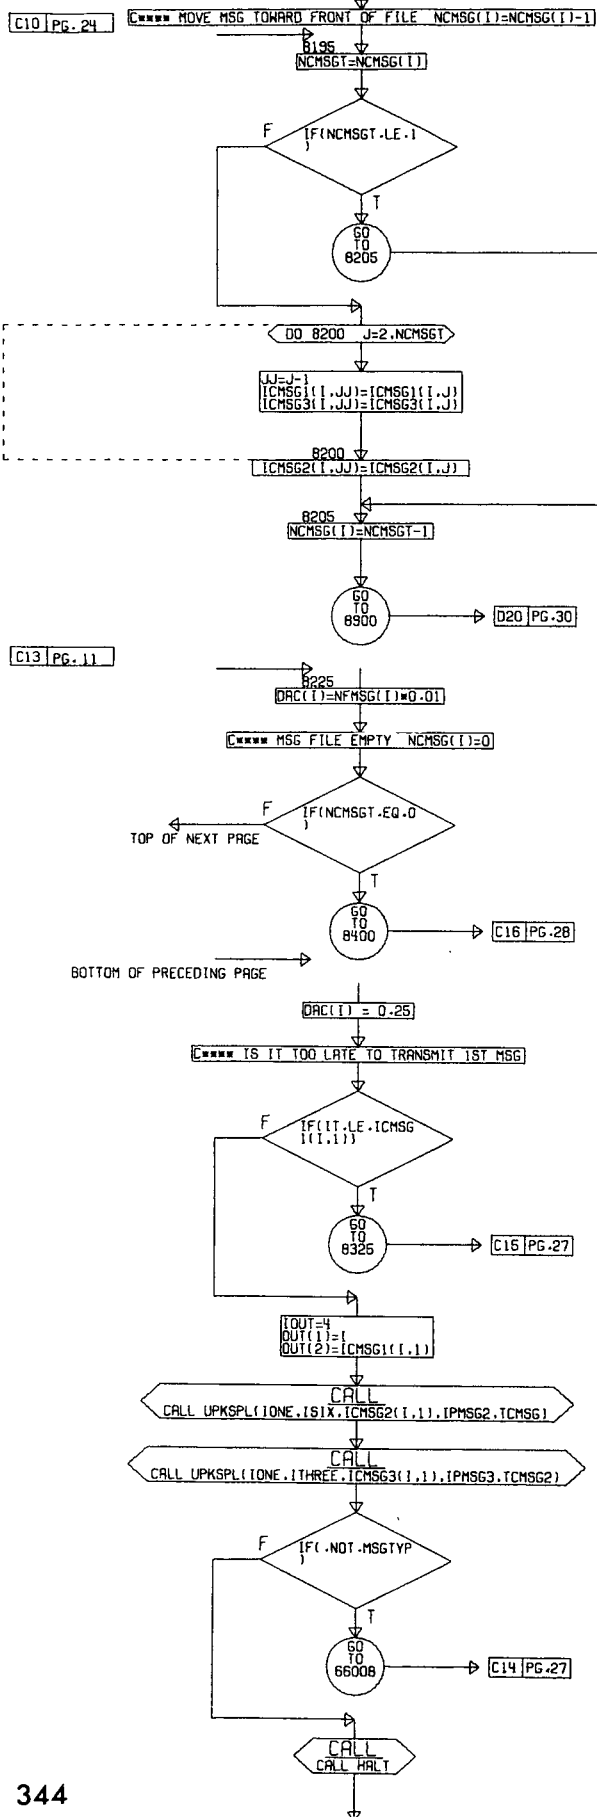 C10 PG.24
C**** MOVE MSG TOWARD FRONT OF FILE NCMSG(I)=NCMSG(I)-1
8195
NCMSGT=NCMSG(I)
F
IF(NCMSGT.LE.1
)
T
GO
TO
8205
DO 8200 J=2.NCMSGT
JJ=J-1
ICMSG1(I,JJ)=ICMSG1(I,J)
ICMSG3(I,JJ)=ICMSG3(I,J)
8200
ICMSG2(I,JJ)=ICMSG2(I,J)
8205
NCMSG(I)=NCMSGT-1
GO
TO
8900
D20 PG.30
C13 PG.11
8225
DAC(I)=NFMSG(I)*0.01
C**** MSG FILE EMPTY NCMSG(I)=0
F
IF(NCMSGT.EQ.0
)
TOP OF NEXT PAGE
T
GO
TO
8400
C16 PG.28
BOTTOM OF PRECEDING PAGE
DAC(I) = 0.25
C**** IS IT TOO LATE TO TRANSMIT 1ST MSG
F
IF(IT.LE.ICMSG
1(I,1))
T
GO
TO
8325
C15 PG.27
IOUT=4
OUT(1)=I
OUT(2)=ICMSG1(I,1)
CALL
CALL UPKSPL(IONE.ISIX.ICMSG2(I,1).IPMSG2.TCMSG)
CALL
CALL UPKSPL(IONE.ITHREE.ICMSG3(I,1).IPMSG3.TCMSG2)
F
IF(.NOT.MSGTYP
)
T
GO
TO
66008
C14 PG.27
CALL
CALL HALT
344